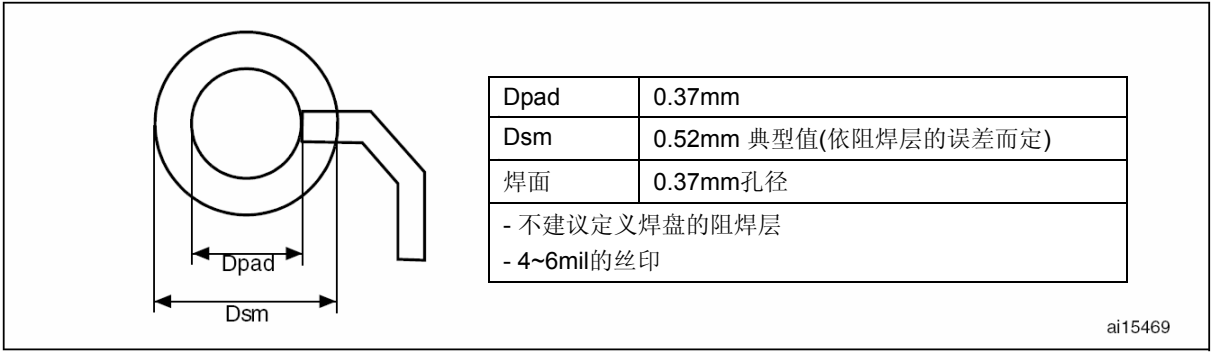 Dpad 0.37mm
Dsm 0.52mm 典型值(依阻焊层的误差而定)
焊面 0.37mm孔径
- 不建议定义焊盘的阻焊层
- 4~6mil的丝印
Dpad
Dsm
ai15469